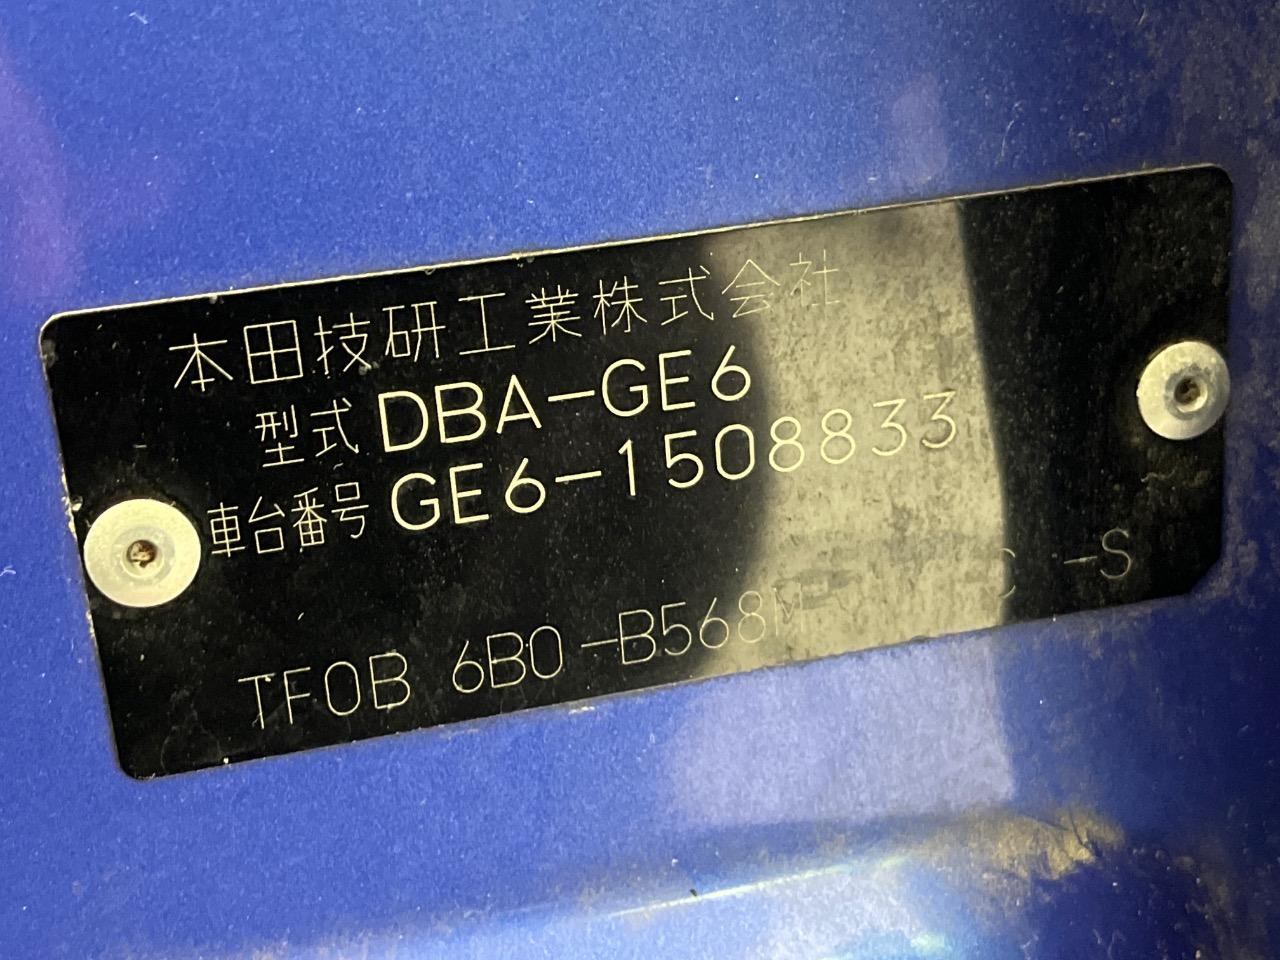 本田技研工業株式会社
型式 DBA-GE6
車台番号 GE6-1508833
TF0B 6B0-B568M C -S